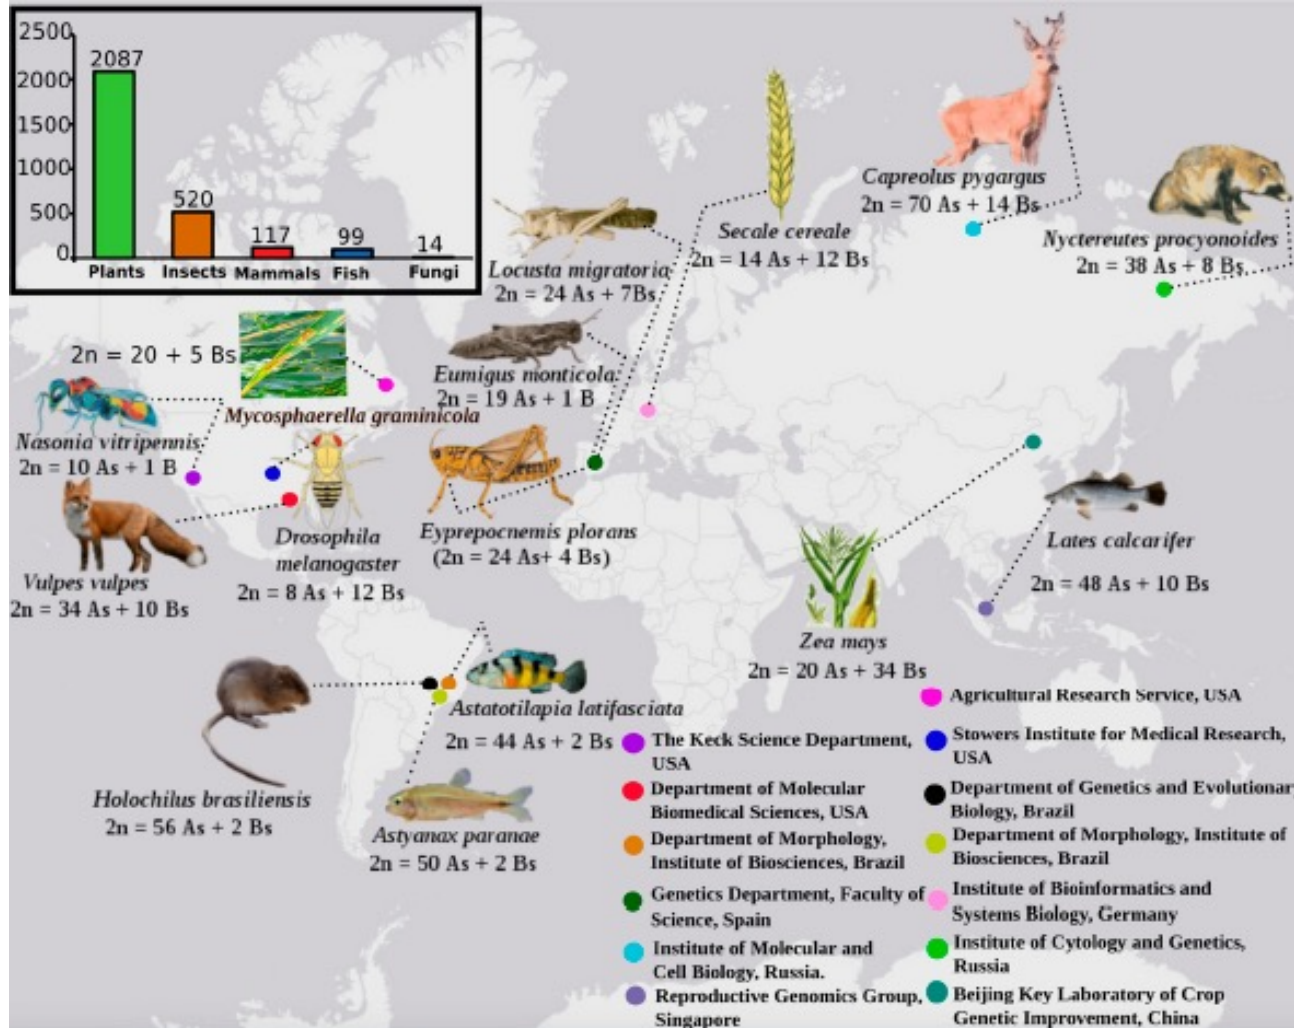 2500
2087
2000
1500
1000
520
500
117
99
14
0
Plants Insects Mammals Fish Fungi
Capreolus pygargus
2n = 70 As + 14 Bs
Secale cereale
2n = 14 As + 12 Bs
Nyctereutes procyonoides
2n = 38 As + 8 Bs
Locusta migratoria
2n = 24 As + 7Bs
2n = 20 + 5 Bs
Mycosphaerella graminicola
Eumigus monticola
2n = 19 As + 1 B
Nasonia vitripennis
2n = 10 As + 1 B
Drosophila
melanogaster
2n = 8 As + 12 Bs
Eyprepocnemis plorans
(2n = 24 As+ 4 Bs)
Lates calcarifer
2n = 48 As + 10 Bs
Vulpes vulpes
2n = 34 As + 10 Bs
Zea mays
2n = 20 As + 34 Bs
Astatotilapia latifasciata
2n = 44 As + 2 Bs
Holochilus brasiliensis
2n = 56 As + 2 Bs
Astyanax paranae
2n = 50 As + 2 Bs
Agricultural Research Service, USA
The Keck Science Department,
USA
Stowers Institute for Medical Research,
USA
Department of Molecular
Biomedical Sciences, USA
Department of Genetics and Evolutionary
Biology, Brazil
Department of Morphology,
Institute of Biosciences, Brazil
Department of Morphology, Institute of
Biosciences, Brazil
Genetics Department, Faculty of
Science, Spain
Institute of Bioinformatics and
Systems Biology, Germany
Institute of Molecular and
Cell Biology, Russia.
Institute of Cytology and Genetics,
Russia
Reproductive Genomics Group,
Singapore
Beijing Key Laboratory of Crop
Genetic Improvement, China